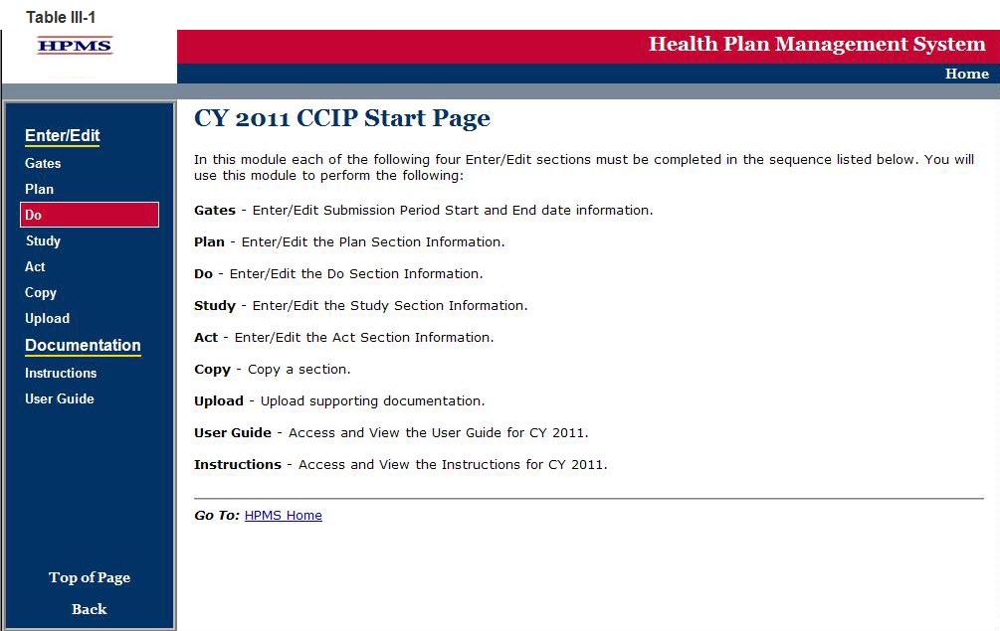 Table III-1
HPMS
Health Plan Management System
Home
Enter/Edit
Gates
Plan
Do
Study
Act
Copy
Upload
Documentation
Instructions
User Guide
Top of Page
Back
CY 2011 CCIP Start Page
In this module each of the following four Enter/Edit sections must be completed in the sequence listed below. You will
use this module to perform the following:
Gates - Enter/Edit Submission Period Start and End date information.
Plan - Enter/Edit the Plan Section Information.
Do - Enter/Edit the Do Section Information.
Study - Enter/Edit the Study Section Information.
Act - Enter/Edit the Act Section Information.
Copy - Copy a section.
Upload - Upload supporting documentation.
User Guide - Access and View the User Guide for CY 2011.
Instructions - Access and View the Instructions for CY 2011.
Go To: HPMS Home